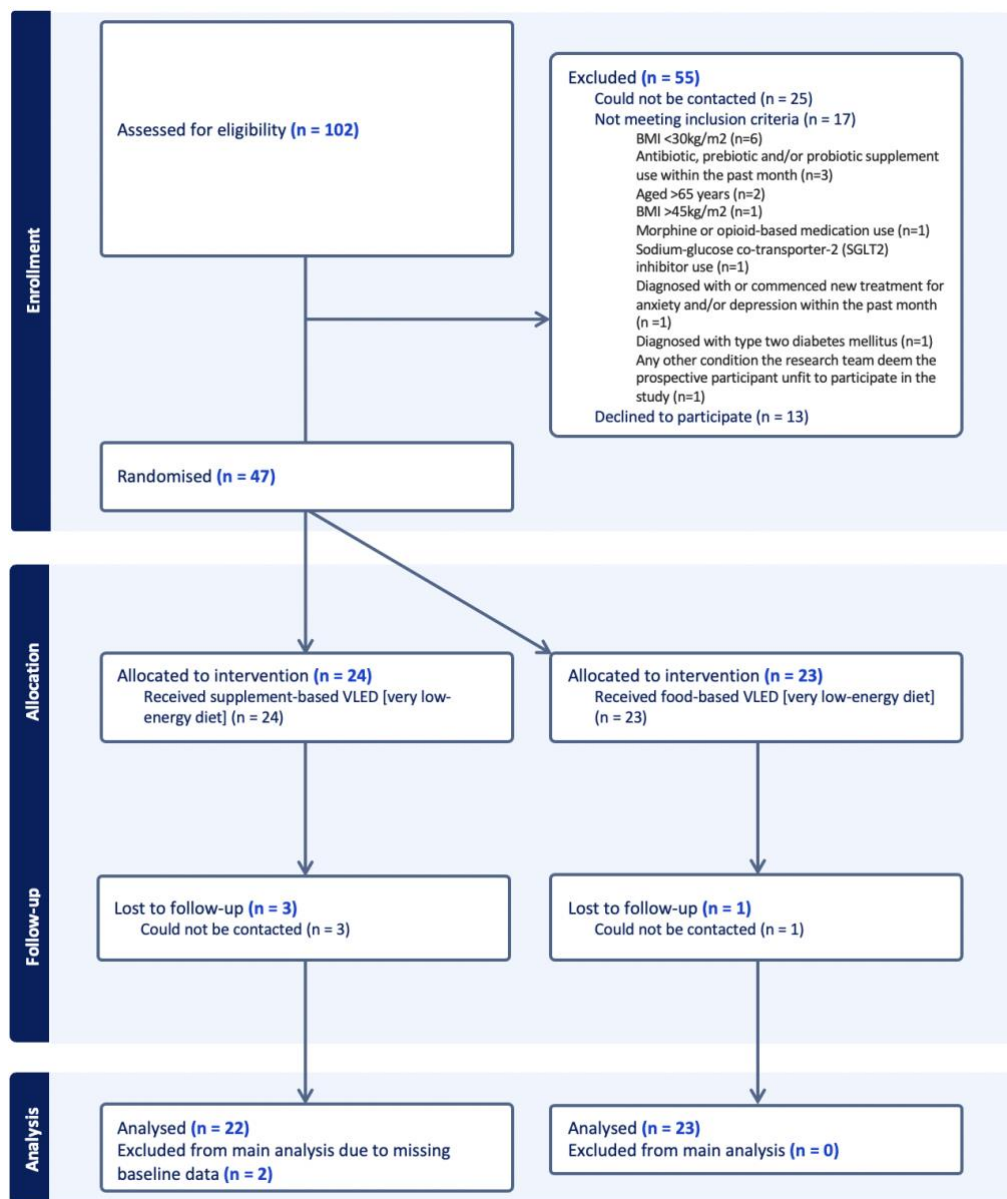 Enrollment
Assessed for eligibility (n = 102)
Excluded (n = 55)
Could not be contacted (n = 25)
Not meeting inclusion criteria (n = 17)
BMI <30kg/m2 (n=6)
Antibiotic, prebiotic and/or probiotic supplement
use within the past month (n=3)
Aged >65 years (n=2)
BMI >45kg/m2 (n=1)
Morphine or opioid-based medication use (n=1)
Sodium-glucose co-transporter-2 (SGLT2)
inhibitor use (n=1)
Diagnosed with or commenced new treatment for
anxiety and/or depression within the past month
(n =1)
Diagnosed with type two diabetes mellitus (n=1)
Any other condition the research team deem the
prospective participant unfit to participate in the
study (n=1)
Declined to participate (n = 13)
Randomised (n = 47)
Allocation
Allocated to intervention (n = 24)
Received supplement-based VLED [very low-
energy diet] (n = 24)
Allocated to intervention (n = 23)
Received food-based VLED [very low-energy diet]
(n = 23)
Follow-up
Lost to follow-up (n = 3)
Could not be contacted (n = 3)
Lost to follow-up (n = 1)
Could not be contacted (n = 1)
Analysis
Analysed (n = 22)
Excluded from main analysis due to missing
baseline data (n = 2)
Analysed (n = 23)
Excluded from main analysis (n = 0)